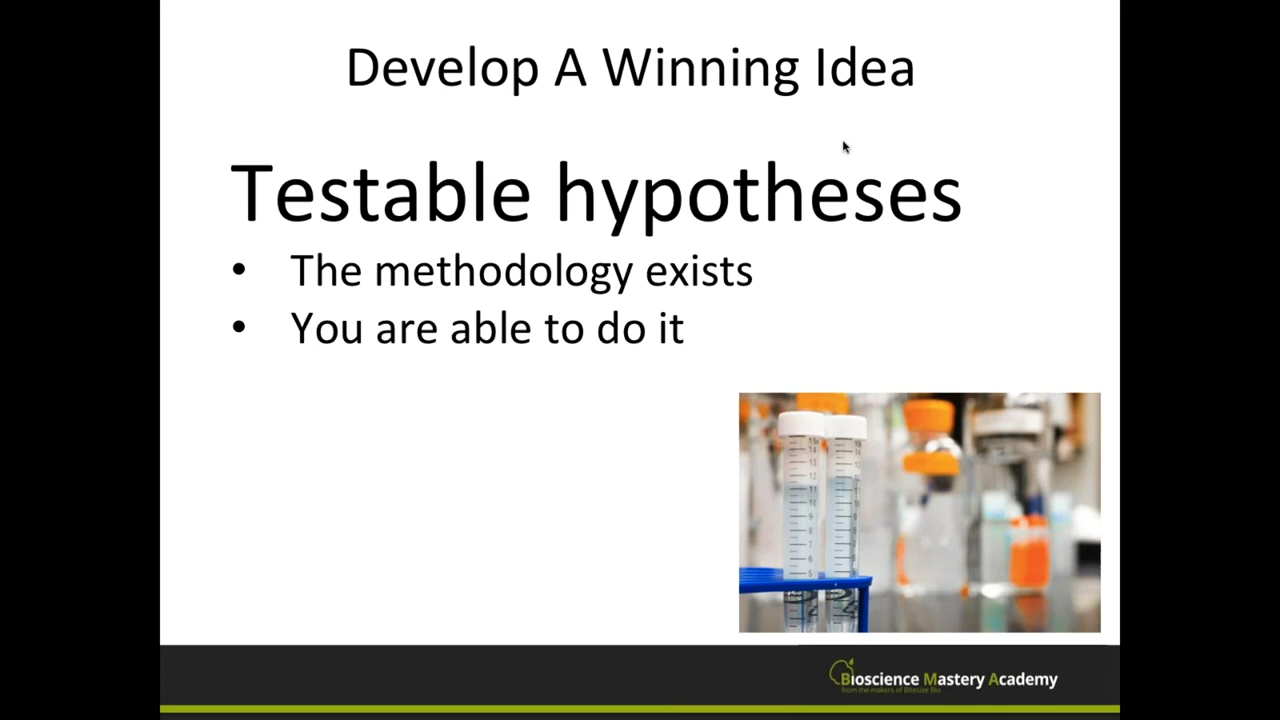 Develop A Winning Idea
Testable hypotheses
• The methodology exists
• You are able to do it
Bioscience Mastery Academy
from the makers of Bitesize Bio